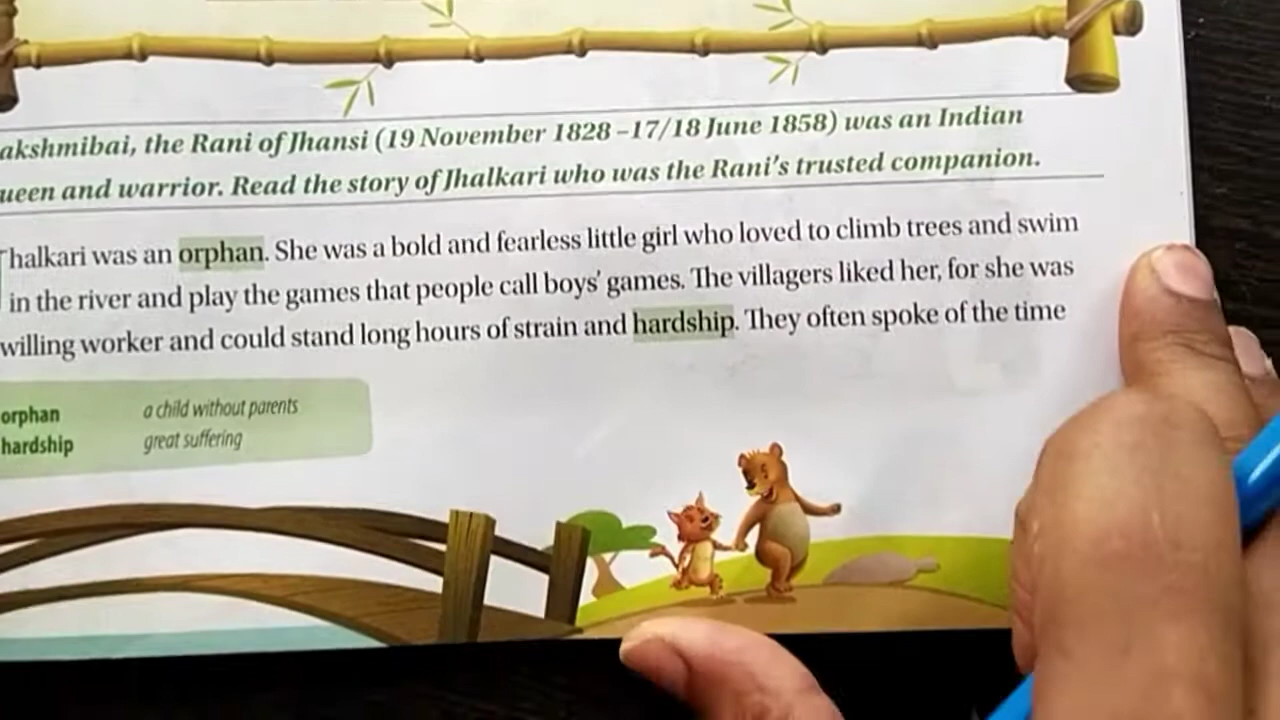 akshmibai, the Rani of Jhansi (19 November 1828 –17/18 June 1858) was an Indian
ueen and warrior. Read the story of Jhalkari who was the Rani's trusted companion.
halkari was an orphan. She was a bold and fearless little girl who loved to climb trees and swim
in the river and play the games that people call boys' games. The villagers liked her, for she was
willing worker and could stand long hours of strain and hardship. They often spoke of the time
orphan a child without parents
hardship great suffering